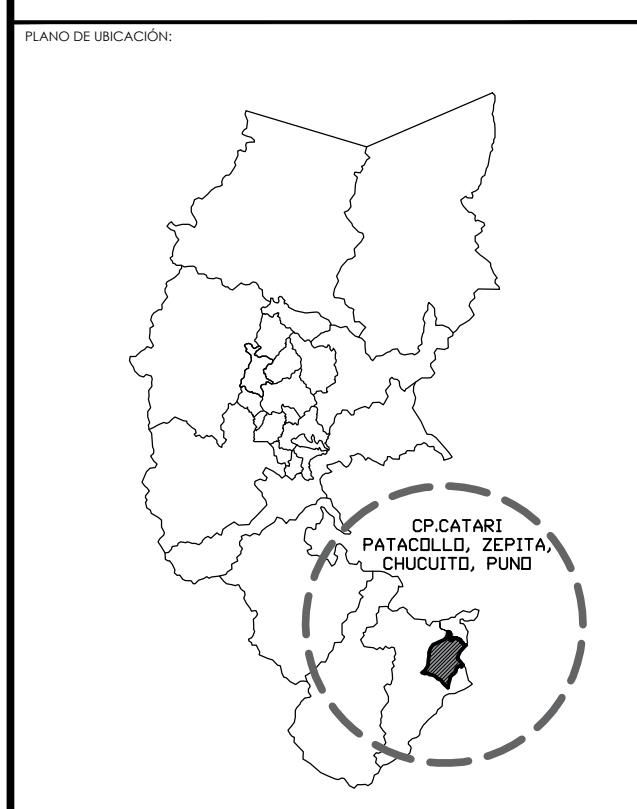 PLANO DE UBICACIÓN:
CP.CATARI
PATACOLLO, ZEPITA,
CHUCUITO, PUNO